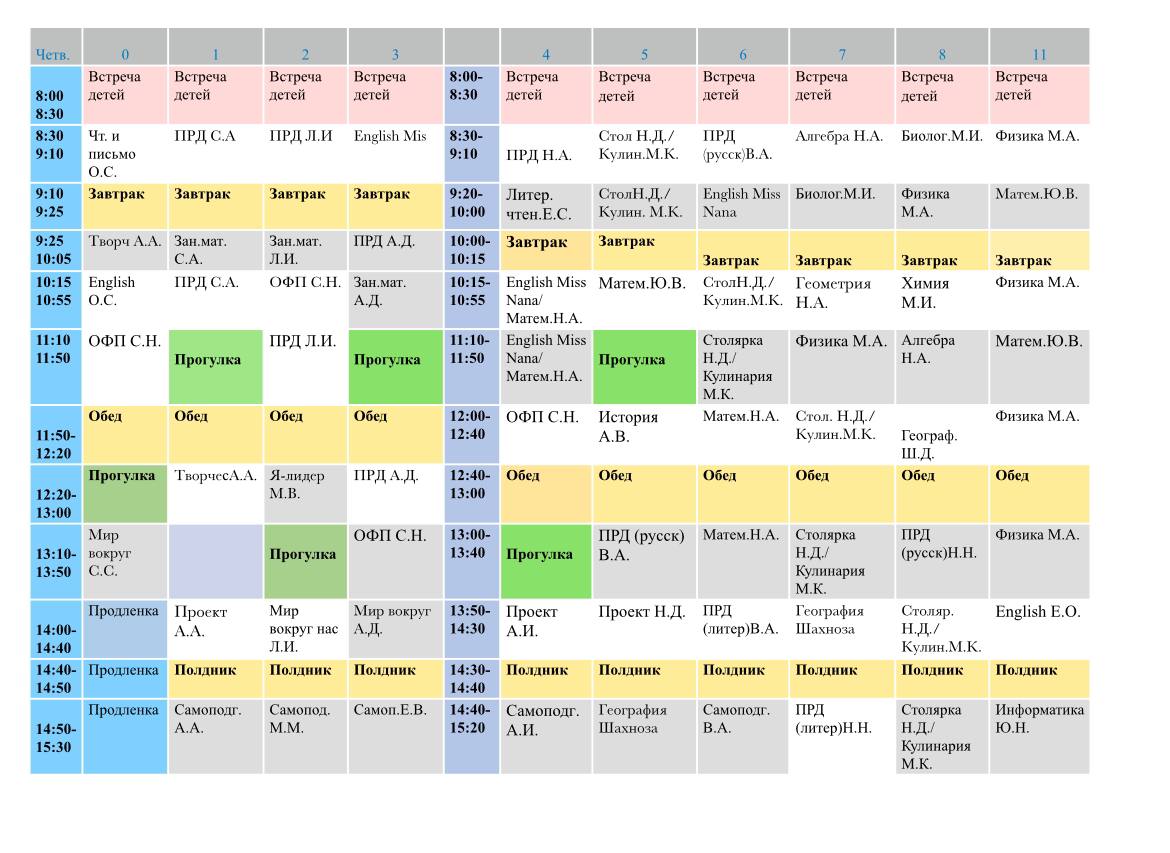 Четв. 0 1 2 3 4 5 6 7 8 11
8:00
8:30
Встреча
детей
Встреча
детей
Встреча
детей
Встреча
детей
8:00-
8:30
Встреча
детей
Встреча
детей
Встреча
детей
Встреча
детей
Встреча
детей
Встреча
детей
8:30
9:10
Чт. и
письмо
О.С.
ПРД С.А
ПРД Л.И
English Mis
8:30-
9:10
ПРД Н.А.
Стол Н.Д./
Кулин.М.К.
ПРД
(русск)В.А.
Алгебра Н.А.
Биолог.М.И.
Физика М.А.
9:10
9:25
Завтрак
Завтрак
Завтрак
Завтрак
9:20-
10:00
Литер.
чтен.Е.С.
СтолН.Д./
Кулин. М.К.
English Miss
Nana
Биолог.М.И.
Физика
М.А.
Матем.Ю.В.
9:25
10:05
Творч А.А.
Зан.мат.
С.А.
Зан.мат.
Л.И.
ПРД А.Д.
10:00-
10:15
Завтрак
Завтрак
Завтрак
Завтрак
Завтрак
Завтрак
10:15
10:55
English
О.С.
ПРД С.А.
ОФП С.Н.
Зан.мат.
А.Д.
10:15-
10:55
English Miss
Nana/
Матем.Н.А.
Матем.Ю.В.
СтолН.Д./
Кулин.М.К.
Геометрия
Н.А.
Химия
М.И.
Физика М.А.
11:10
11:50
ОФП С.Н.
Прогулка
ПРД Л.И.
Прогулка
11:10-
11:50
English Miss
Nana/
Матем.Н.А.
Прогулка
Столярка
Н.Д./
Кулинария
М.К.
Физика М.А.
Алгебра
Н.А.
Матем.Ю.В.
11:50-
12:20
Обед
Обед
Обед
Обед
12:00-
12:40
ОФП С.Н.
История
А.В.
Матем.Н.А.
Стол. Н.Д./
Кулин.М.К.
Географ.
Ш.Д.
Физика М.А.
12:20-
13:00
Прогулка
ТворчесА.А.
Я-лидер
М.В.
ПРД А.Д.
12:40-
13:00
Обед
Обед
Обед
Обед
Обед
Обед
13:10-
13:50
Мир
вокруг
С.С.
Прогулка
ОФП С.Н.
13:00-
13:40
Прогулка
ПРД (русск)
В.А.
Матем.Н.А.
Столярка
Н.Д./
Кулинария
М.К.
ПРД
(русск)Н.Н.
Физика М.А.
14:00-
14:40
Продленка
Проект
А.А.
Мир
вокруг нас
Л.И.
Мир вокруг
А.Д.
13:50-
14:30
Проект
А.И.
Проект Н.Д.
ПРД
(литер)В.А.
География
Шахноза
Столяр.
Н.Д./
Кулин.М.К.
English Е.О.
14:40-
14:50
Продленка
Полдник
Полдник
Полдник
14:30-
14:40
Полдник
Полдник
Полдник
Полдник
Полдник
Полдник
14:50-
15:30
Продленка
Самоподг.
А.А.
Самопод.
М.М.
Самоп.Е.В.
14:40-
15:20
Самоподг.
А.И.
География
Шахноза
Самоподг.
В.А.
ПРД
(литер)Н.Н.
Столярка
Н.Д./
Кулинария
М.К.
Информатика
Ю.Н.